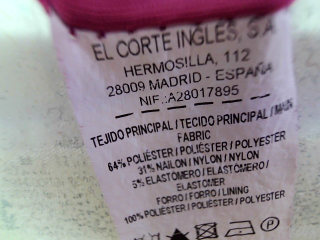 EL CORTE INGLES, S.A
HERMOSILLA, 112
28009 MADRID - ESPAÑA
NIF.:A28017895
TEJIDO PRINCIPAL / TECIDO PRINCIPAL / MAIN
FABRIC
64% POLIÉSTER / POLIÉSTER / POLYESTER
31% NAILON / NYLON / NYLON
5% ELASTÓMERO / ELASTÓMERO /
ELASTOMER
FORRO / FORRO / LINING
100% POLIÉSTER / POLIÉSTER / POLYESTER
P